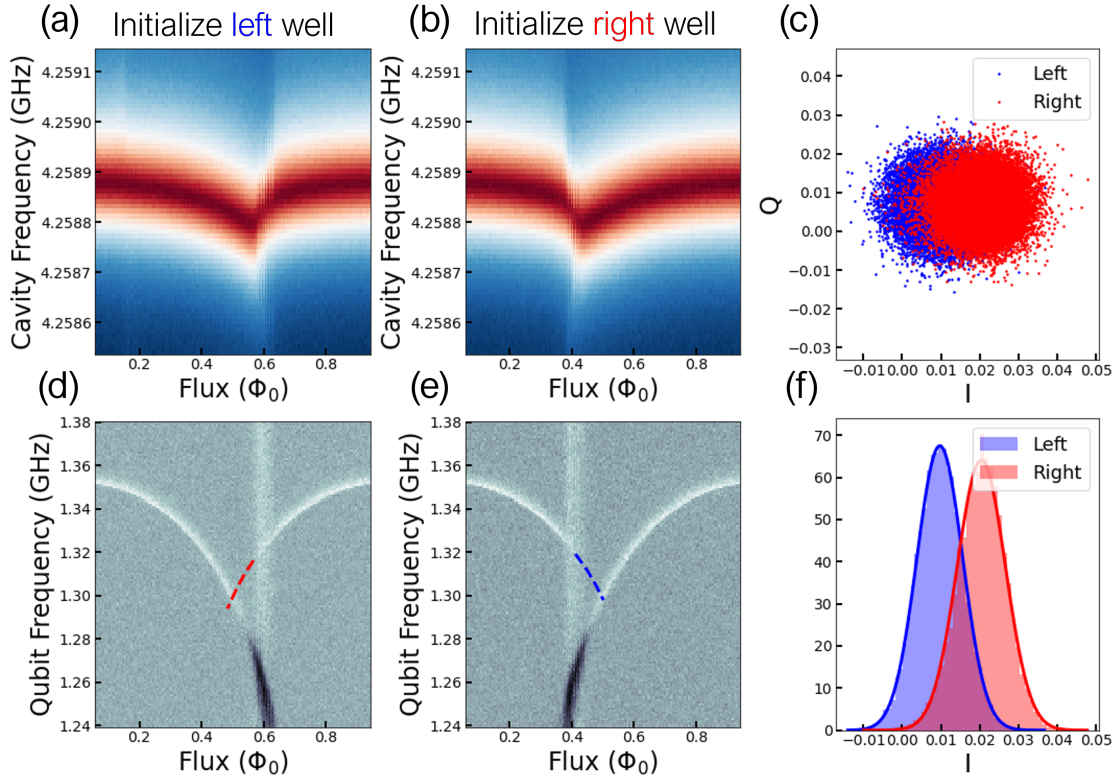 (a) Initialize left well
Cavity Frequency (GHz)
4.2591
4.2590
4.2589
4.2588
4.2587
4.2586
0.2 0.4 0.6 0.8
Flux (Φ0)
(b) Initialize right well
Cavity Frequency (GHz)
4.2591
4.2590
4.2589
4.2588
4.2587
4.2586
0.2 0.4 0.6 0.8
Flux (Φ0)
(c)
Q
0.04
0.03
0.02
0.01
0.00
−0.01
−0.02
−0.03
Left
Right
−0.01 0.00 0.01 0.02 0.03 0.04 0.05
I
(d)
Qubit Frequency (GHz)
1.38
1.36
1.34
1.32
1.30
1.28
1.26
1.24
0.2 0.4 0.6 0.8
Flux (Φ0)
(e)
Qubit Frequency (GHz)
1.38
1.36
1.34
1.32
1.30
1.28
1.26
1.24
0.2 0.4 0.6 0.8
Flux (Φ0)
(f)
70
60
50
40
30
20
10
0
Left
Right
−0.01 0.00 0.01 0.02 0.03 0.04 0.05
I